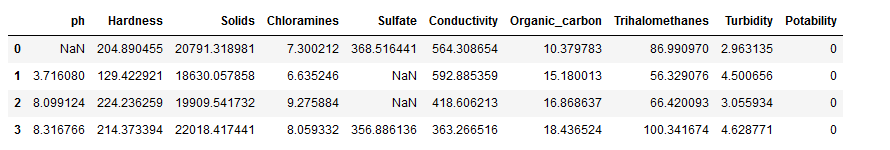 ph Hardness Solids Chloramines Sulfate Conductivity Organic_carbon Trihalomethanes Turbidity Potability
0 NaN 204.890455 20791.318981 7.300212 368.516441 564.308654 10.379783 86.990970 2.963135 0
1 3.716080 129.422921 18630.057858 6.635246 NaN 592.885359 15.180013 56.329076 4.500656 0
2 8.099124 224.236259 19909.541732 9.275884 NaN 418.606213 16.868637 66.420093 3.055934 0
3 8.316766 214.373394 22018.417441 8.059332 356.886136 363.266516 18.436524 100.341674 4.628771 0